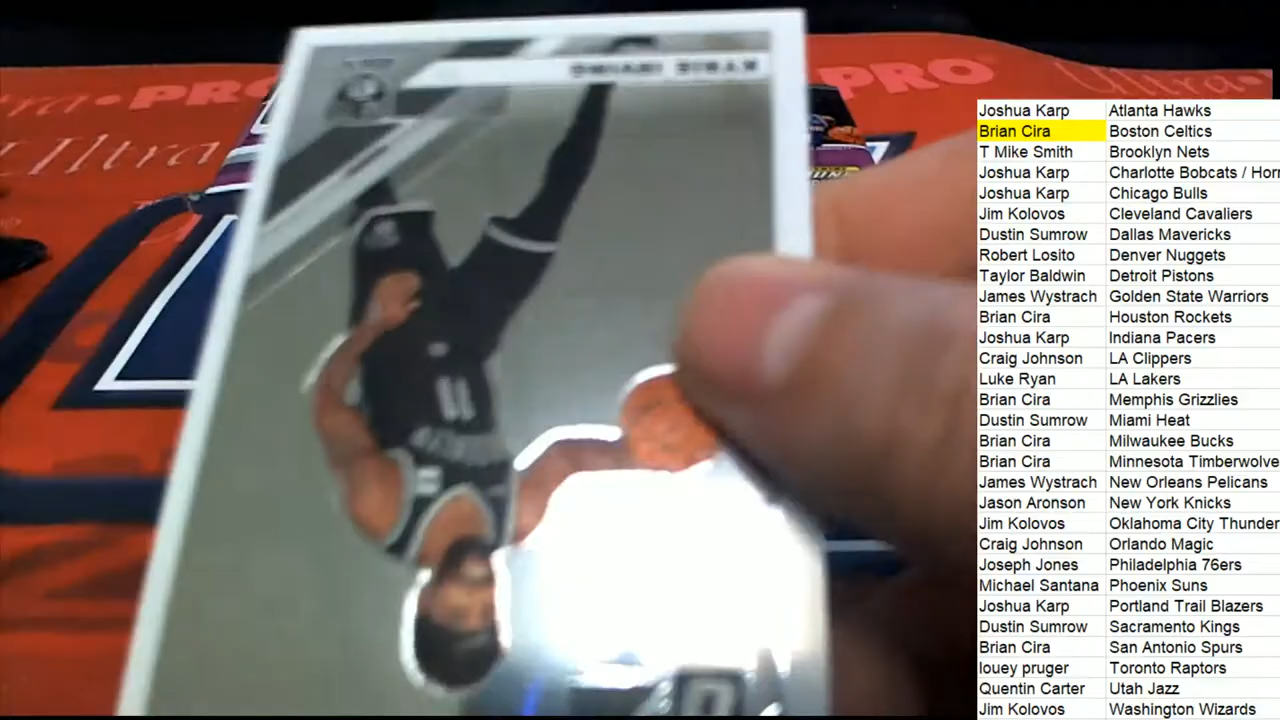 PRO
Ultra
Ultra
PRO
KYRIE IRVING
11
Joshua Karp Atlanta Hawks
Brian Cira Boston Celtics
T Mike Smith Brooklyn Nets
Joshua Karp Charlotte Bobcats / Horr
Joshua Karp Chicago Bulls
Jim Kolovos Cleveland Cavaliers
Dustin Sumrow Dallas Mavericks
Robert Losito Denver Nuggets
Taylor Baldwin Detroit Pistons
James Wystrach Golden State Warriors
Brian Cira Houston Rockets
Joshua Karp Indiana Pacers
Craig Johnson LA Clippers
Luke Ryan LA Lakers
Brian Cira Memphis Grizzlies
Dustin Sumrow Miami Heat
Brian Cira Milwaukee Bucks
Brian Cira Minnesota Timberwolve
James Wystrach New Orleans Pelicans
Jason Aronson New York Knicks
Jim Kolovos Oklahoma City Thunder
Craig Johnson Orlando Magic
Joseph Jones Philadelphia 76ers
Michael Santana Phoenix Suns
Joshua Karp Portland Trail Blazers
Dustin Sumrow Sacramento Kings
Brian Cira San Antonio Spurs
louey pruger Toronto Raptors
Quentin Carter Utah Jazz
Jim Kolovos Washington Wizards